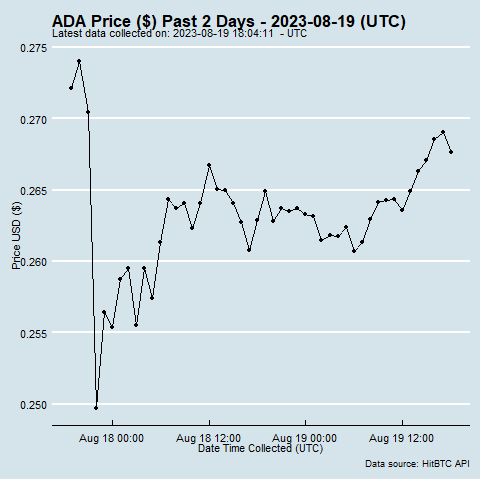 ADA Price ($) Past 2 Days - 2023-08-19 (UTC)
Latest data collected on: 2023-08-19 18:04:11 - UTC
0.275
0.270
0.265
0.260
0.255
0.250
Price USD ($)
Aug 18 00:00
Aug 18 12:00
Aug 19 00:00
Aug 19 12:00
Date Time Collected (UTC)
Data source: HitBTC API